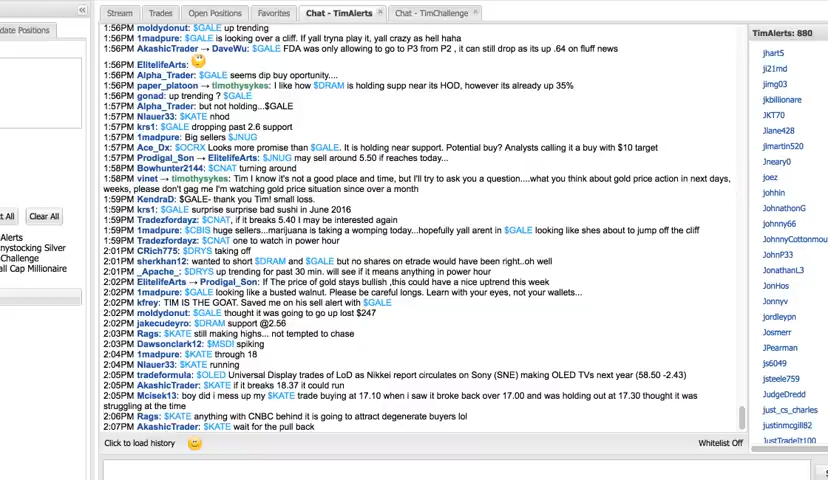 Stream Trades Open Positions Favorites Chat - TimAlerts Chat - TimChallenge
date Positions
All Clear All
Alerts
nystocking Silver
Challenge
all Cap Millionaire
1:56PM moldydonut: $GALE up trending
1:56PM 1madpure: $GALE is looking over a cliff. If yall tryna play it, yall crazy as hell haha
1:56PM AkashicTrader → DaveWu: $GALE FDA was only allowing to go to P3 from P2 , it can still drop as its up .64 on fluff news
1:56PM ElitelifeArts:
1:56PM Alpha_Trader: $GALE seems dip buy oportunity....
1:56PM paper_platoon → timothysykes: I like how $DRAM is holding supp near its HOD, however its already up 35%
1:56PM gonad: up trending ? $GALE
1:57PM Alpha_Trader: but not holding...$GALE
1:57PM Nlauer33: $KATE nhod
1:57PM krs1: $GALE dropping past 2.6 support
1:57PM 1madpure: Big sellers $JNUG
1:57PM Ace_Dx: $OCRX Looks more promise than $GALE. It is holding near support. Potential buy? Analysts calling it a buy with $10 target
1:57PM Prodigal_Son → ElitelifeArts: $JNUG may sell around 5.50 if reaches today...
1:58PM Bowhunter2144: $CNAT turning around
1:58PM vinet → timothysykes: Tim I know it's not a good place and time, but I'll try to ask you a question....what you think about gold price action in next days,
weeks, please don't gag me I'm watching gold price situation since over a month
1:58PM KendraD: $GALE- thank you Tim! small loss.
1:59PM krs1: $GALE surprise surprise bad sushi in June 2016
1:59PM Tradezfordayz: $CNAT, if it breaks 5.40 I may be interested again
1:59PM 1madpure: $CBIS huge sellers...marijuana is taking a womping today...hopefully yall arent in $GALE looking like shes about to jump off the cliff
1:59PM Tradezfordayz: $CNAT one to watch in power hour
2:01PM CRich775: $DRYS taking off
2:01PM sherkhan12: wanted to short $DRAM and $GALE but no shares on etrade would have been right..oh well
2:01PM _Apache_: $DRYS up trending for past 30 min. will see if it means anything in power hour
2:02PM ElitelifeArts → Prodigal_Son: If The price of gold stays bullish ,this could have a nice uptrend this week
2:02PM 1madpure: $GALE looking like a busted walnut. Please be careful longs. Learn with your eyes, not your wallets...
2:02PM kfrey: TIM IS THE GOAT. Saved me on his sell alert with $GALE
2:02PM moldydonut: $GALE thought it was going to go up lost $247
2:02PM jakecudeyro: $DRAM support @2.56
2:03PM Rags: $KATE still making highs... not tempted to chase
2:03PM Dawsonclark12: $MSDI spiking
2:04PM 1madpure: $KATE through 18
2:04PM Nlauer33: $KATE running
2:05PM tradeformula: $OLED Universal Display trades of LoD as Nikkei report circulates on Sony (SNE) making OLED TVs next year (58.50 -2.43)
2:05PM AkashicTrader: $KATE if it breaks 18.37 it could run
2:05PM Mcisek13: boy did i mess up my $KATE trade buying at 17.10 when i saw it broke back over 17.00 and was holding out at 17.30 thought it was
struggling at the time
2:06PM Rags: $KATE anything with CNBC behind it is going to attract degenerate buyers lol
2:07PM AkashicTrader: $KATE wait for the pull back
Click to load history Whitelist Off
TimAlerts: 880
jhart5
ji21md
jimg03
jkbillionare
JKT70
Jlane428
jmartin520
Jneary0
joez
johhin
JohnathonG
johnny66
JohnnyCottonmou
JohnP33
JonathanL3
JonHos
Jonnyv
jordleypn
Josmerr
JPearman
js6049
jsteele759
JudgeDredd
just_cs_charles
justinmcgill82
JustTradeIt100